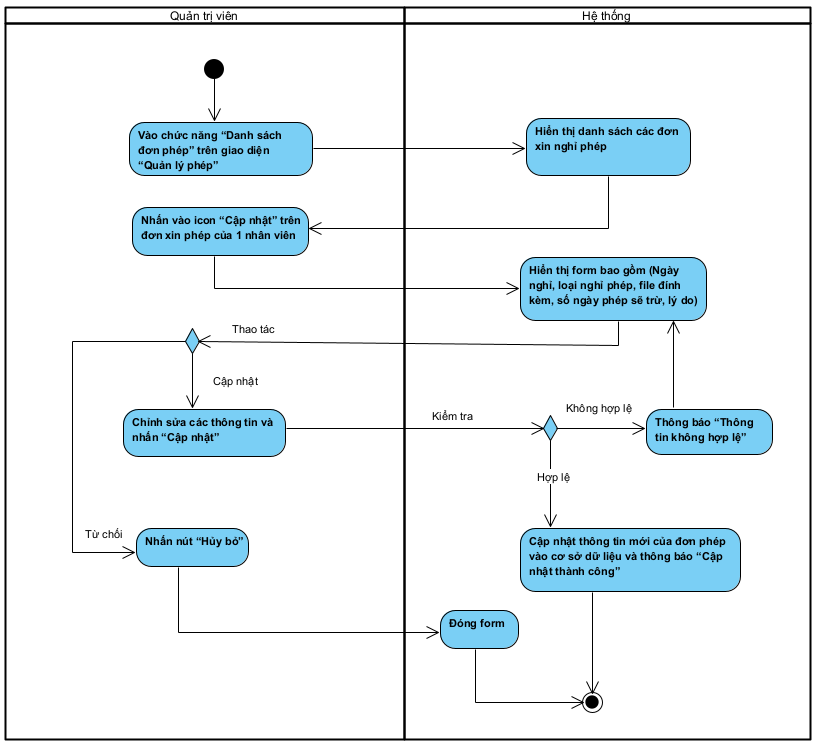 Quản trị viên
Hệ thống
Vào chức năng “Danh sách
đơn phép” trên giao diện
“Quản lý phép”
Hiển thị danh sách các đơn
xin nghỉ phép
Nhấn vào icon “Cập nhật” trên
đơn xin phép của 1 nhân viên
Hiển thị form bao gồm (Ngày
nghỉ, loại nghỉ phép, file đính
kèm, số ngày phép sẽ trừ, lý do)
Thao tác
Cập nhật
Chỉnh sửa các thông tin và
nhấn “Cập nhật”
Kiểm tra
Không hợp lệ
Thông báo “Thông
tin không hợp lệ”
Hợp lệ
Từ chối
Nhấn nút “Hủy bỏ”
Cập nhật thông tin mới của đơn phép
vào cơ sở dữ liệu và thông báo “Cập
nhật thành công”
Đóng form